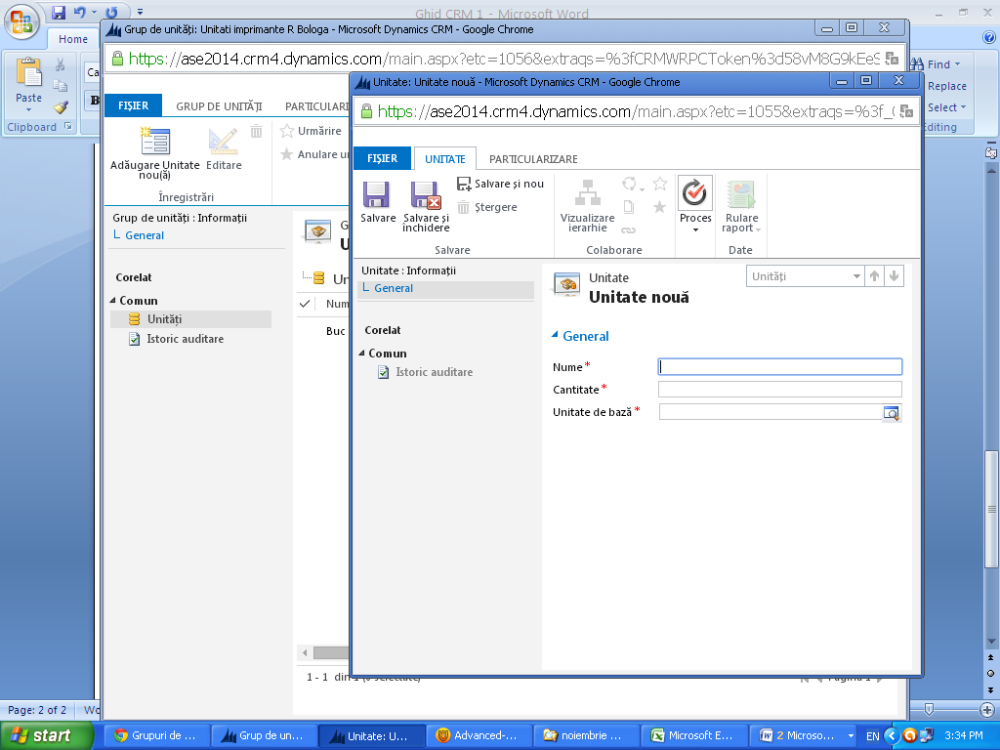 Ghid CRM 1 - Microsoft Word
Home
Paste
Clipboard
Ca
B
Find
Replace
Select
Editing
Grup de unități: Unitati imprimante R Bologa - Microsoft Dynamics CRM - Google Chrome
https://ase2014.crm4.dynamics.com/main.aspx?etc=1056&extraqs=%3fCRMWRPCToken%3d58vM8G9kEeS
FIȘIER
GRUP DE UNITĂȚI
PARTICULARI
Adăugare Unitate nou(ă)
Editare
Urmărire
Anulare u
Înregistrări
Grup de unități : Informații
General
Corelat
Comun
Unități
Istoric auditare
G
U
Un
Num
Buc
1 - 1 din 1 (0 selectate)
Pagina 1
Unitate: Unitate nouă - Microsoft Dynamics CRM - Google Chrome
https://ase2014.crm4.dynamics.com/main.aspx?etc=1055&extraqs=%3f_
FIȘIER
UNITATE
PARTICULARIZARE
Salvare
Salvare și închidere
Salvare și nou
Ștergere
Salvare
Vizualizare ierarhie
Colaborare
Proces
Rulare raport
Date
Unitate : Informații
General
Corelat
Comun
Istoric auditare
Unitate
Unitate nouă
Unități
General
Nume*
Cantitate*
Unitate de bază *
Page: 2 of 2
Wo
start
Grupuri de ...
Grup de un...
Unitate: U...
Advanced-...
noiembrie ...
Microsoft E...
2 Microso...
EN
3:34 PM